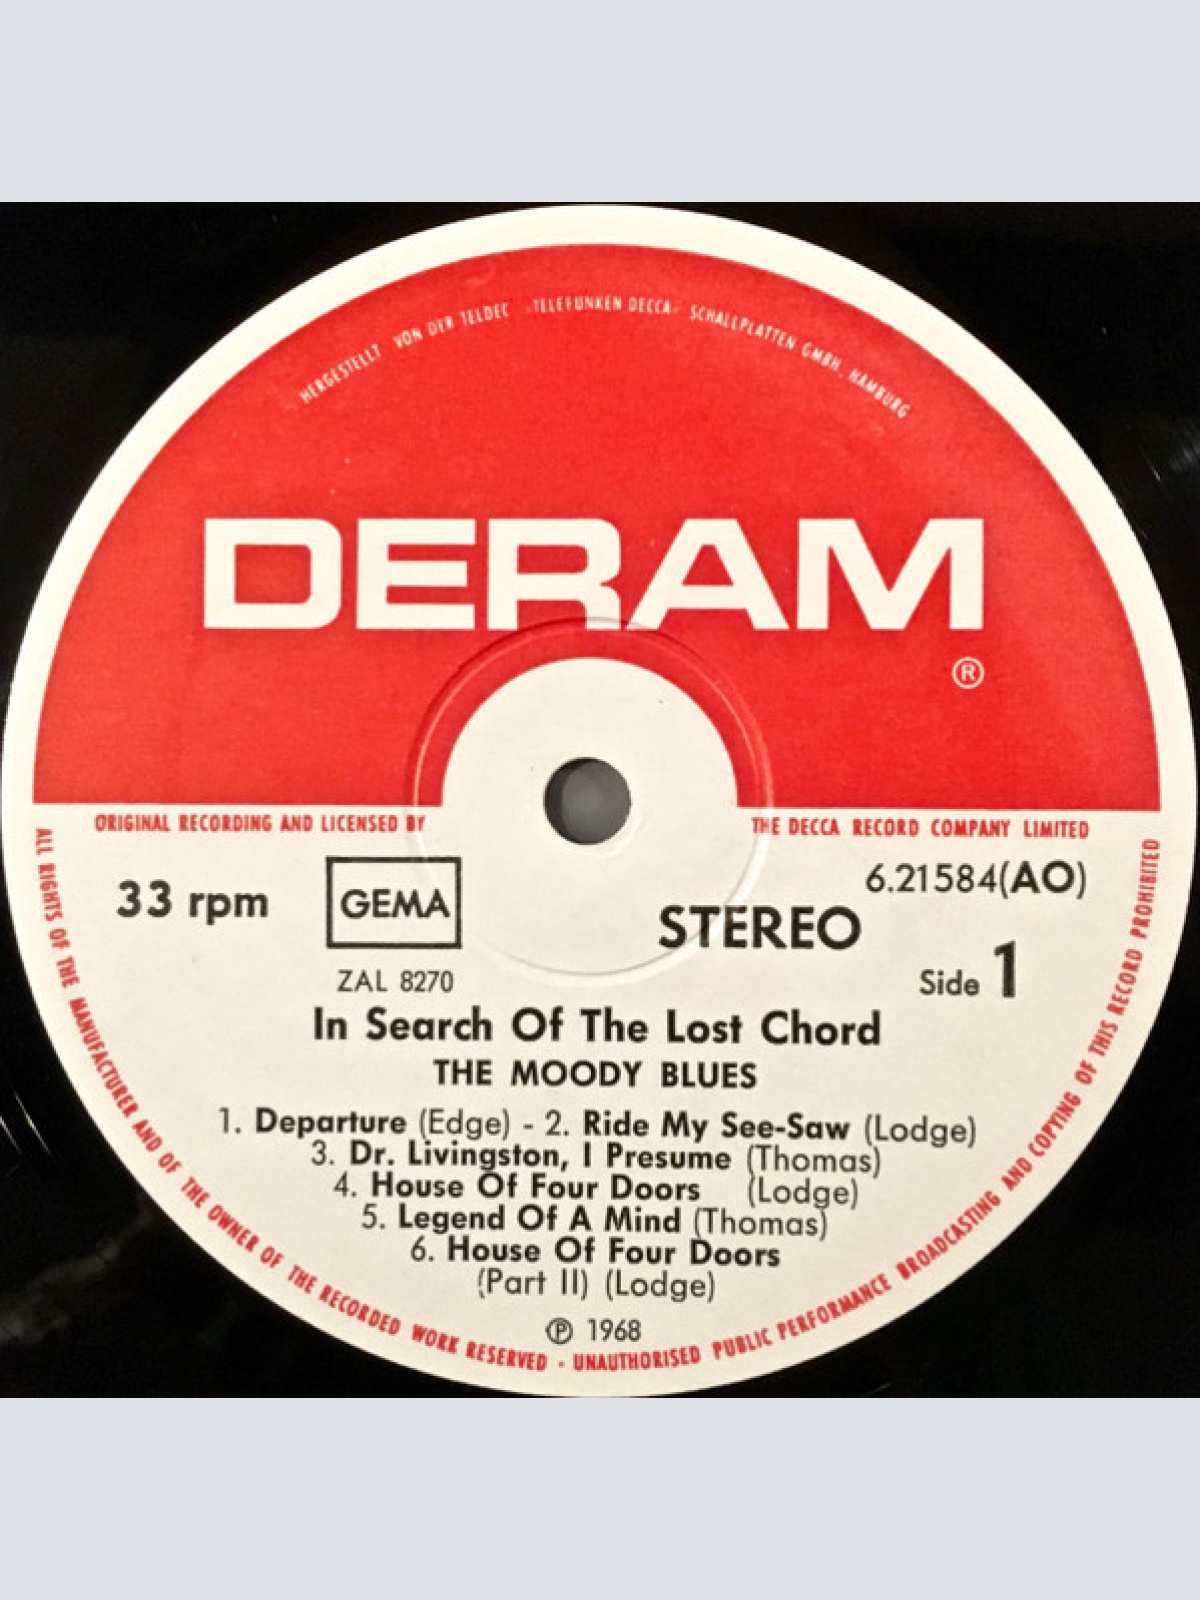 HERGESTELLT VON DER TELDEC »TELEFUNKEN DECCA« SCHALLPLATTEN GMBH, HAMBURG
DERAM
®
ORIGINAL RECORDING AND LICENSED BY THE DECCA RECORD COMPANY LIMITED
6.21584(AO)
33 rpm
GEMA
STEREO
ZAL 8270
Side 1
In Search Of The Lost Chord
THE MOODY BLUES
1. Departure (Edge) - 2. Ride My See-Saw (Lodge)
3. Dr. Livingston, I Presume (Thomas)
4. House Of Four Doors (Lodge)
5. Legend Of A Mind (Thomas)
6. House Of Four Doors
(Part II) (Lodge)
℗ 1968
ALL RIGHTS OF THE MANUFACTURER AND OF THE OWNER OF THE RECORDED WORK RESERVED - UNAUTHORISED PUBLIC PERFORMANCE BROADCASTING AND COPYING OF THIS RECORD PROHIBITED